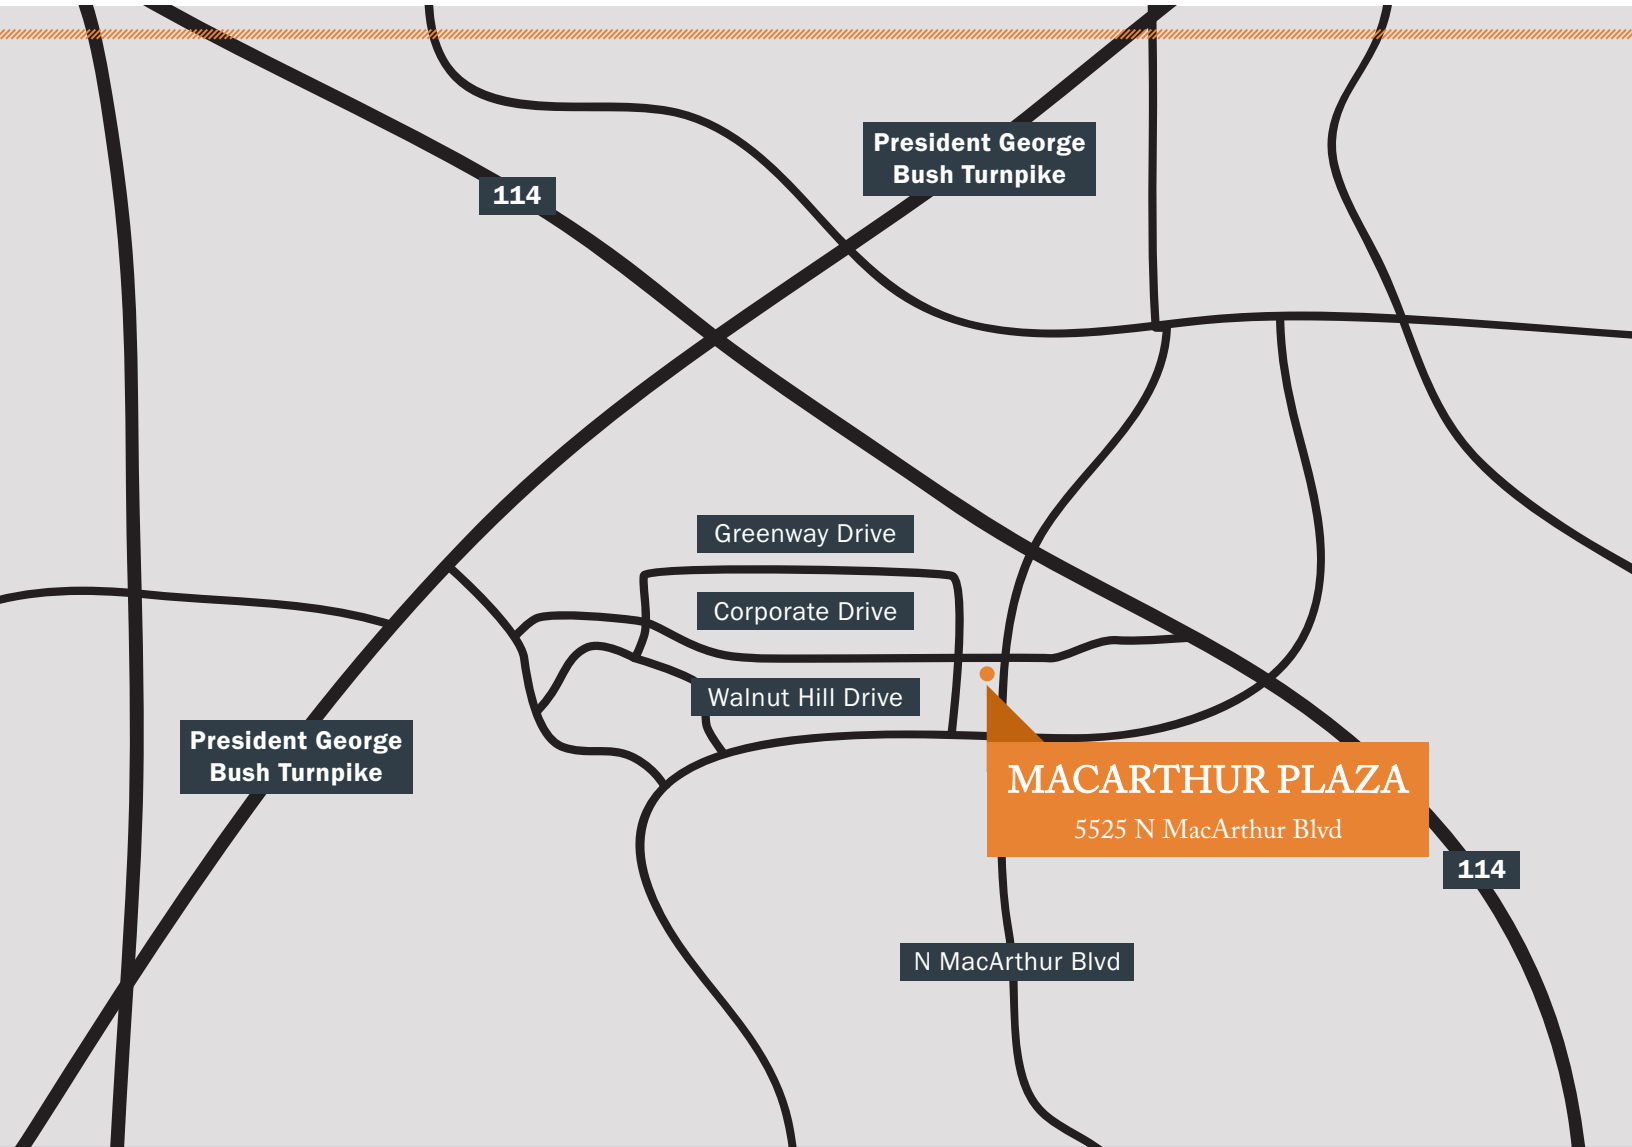 President George
Bush Turnpike
114
Greenway Drive
Corporate Drive
Walnut Hill Drive
President George
Bush Turnpike
MACARTHUR PLAZA
5525 N MacArthur Blvd
114
N MacArthur Blvd